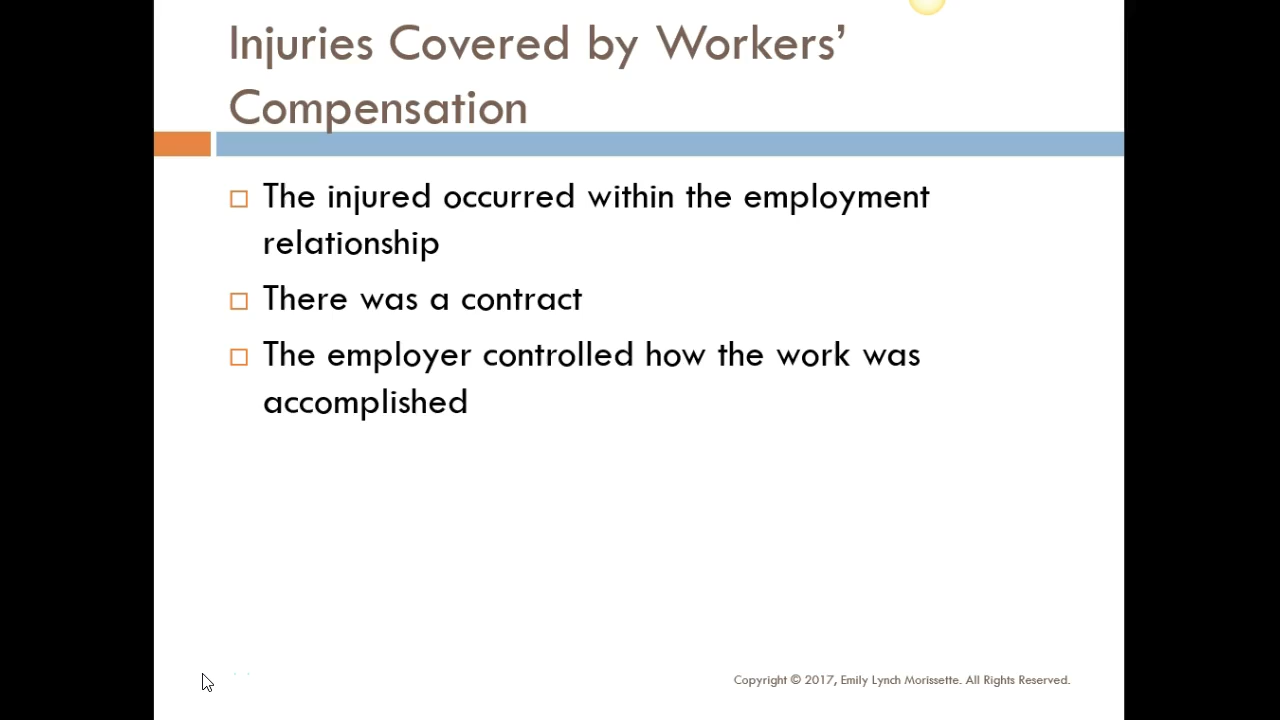 Injuries Covered by Workers’
Compensation
The injured occurred within the employment
relationship
There was a contract
The employer controlled how the work was
accomplished
Copyright © 2017, Emily Lynch Morissette. All Rights Reserved.